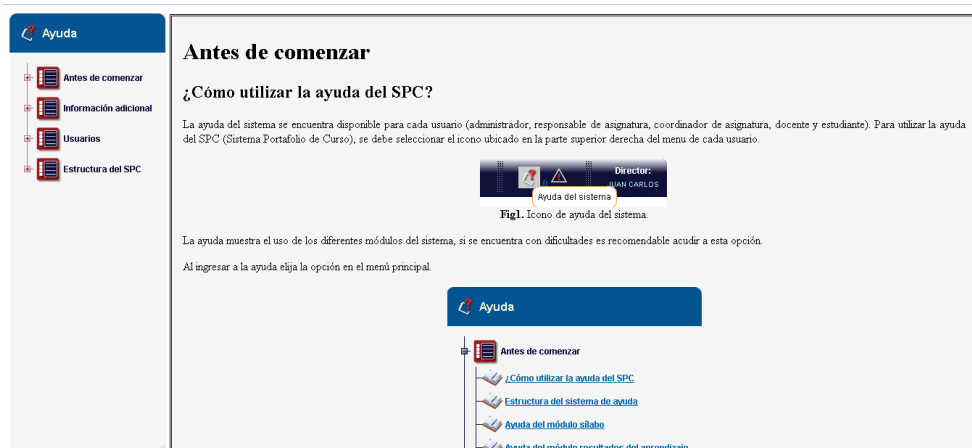 Ayuda
Antes de comenzar
Información adicional
Usuarios
Estructura del SPC
Antes de comenzar
¿Cómo utilizar la ayuda del SPC?
La ayuda del sistema se encuentra disponible para cada usuario (administrador, responsable de asignatura, coordinador de asignatura, docente y estudiante). Para utilizar la ayuda
del SPC (Sistema Portafolio de Curso), se debe seleccionar el icono ubicado en la parte superior derecha del menu de cada usuario.
Director:
JUAN CARLOS
Ayuda del sistema
Fig1. Icono de ayuda del sistema.
La ayuda muestra el uso de los diferentes módulos del sistema, si se encuentra con dificultades es recomendable acudir a esta opción.
Al ingresar a la ayuda elija la opción en el menú principal.
Ayuda
Antes de comenzar
¿Cómo utilizar la ayuda del SPC
Estructura del sistema de ayuda
Ayuda del módulo sílabo
Ayuda del módulo resultados del aprendizaje